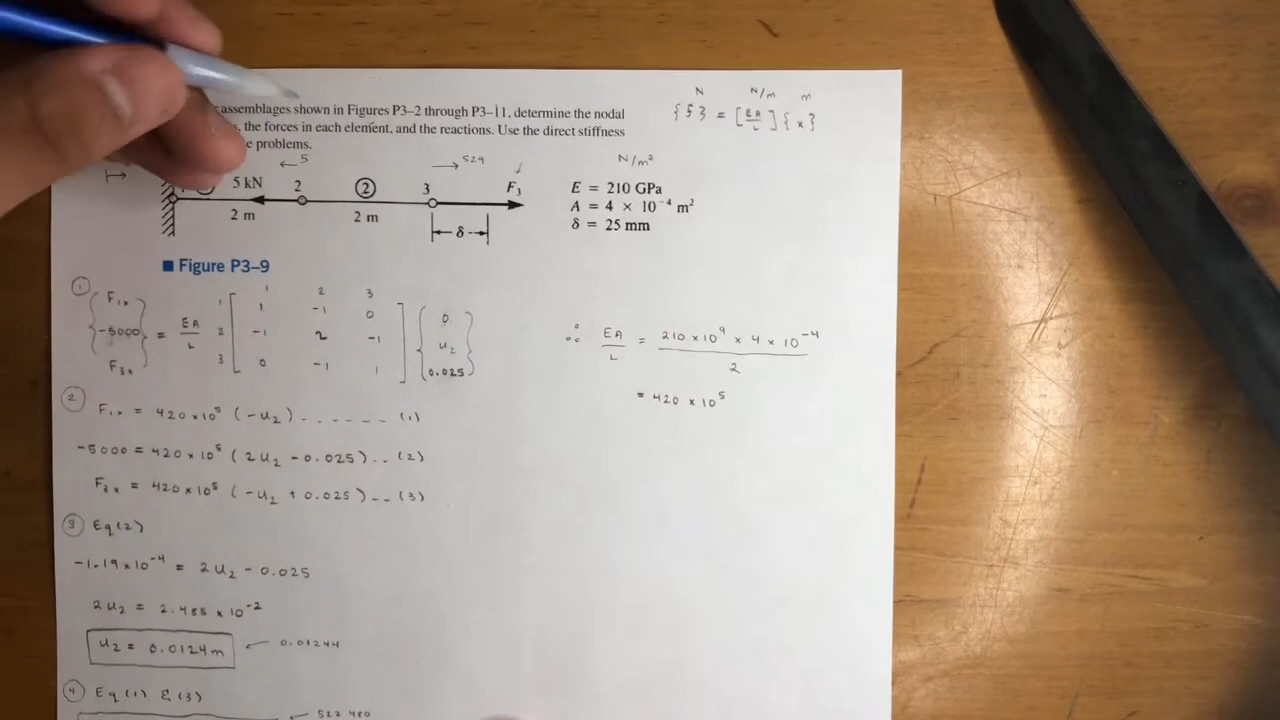 assemblages shown in Figures P3–2 through P3–11, determine the nodal
, the forces in each element, and the reactions. Use the direct stiffness
e problems.
N N/m m
{f} = [EA/L]{x}
←5
→529 ↓
N/m²
5 kN 2 ② 3 F₃
2 m 2 m
δ
E = 210 GPa
A = 4 × 10⁻⁴ m²
δ = 25 mm
■ Figure P3–9
①
1 2 3
F₁ₓ 1 1 -1 0 0
-5000 = EA/L 2 -1 2 -1 u₂
F₃ₓ 3 0 -1 1 0.025
∴ EA/L = 210 × 10⁹ × 4 × 10⁻⁴ / 2
= 420 × 10⁵
② F₁ₓ = 420×10⁵ (-u₂) - - - - - - (1)
-5000 = 420×10⁵ (2u₂ - 0.025) .. (2)
F₃ₓ = 420×10⁵ (-u₂ + 0.025) -- (3)
③ Eq(2)
-1.19×10⁻⁴ = 2u₂ - 0.025
2u₂ = 2.488 × 10⁻²
u₂ = 0.0124m ← 0.01244
④ Eq(1) & (3)
← 522 480